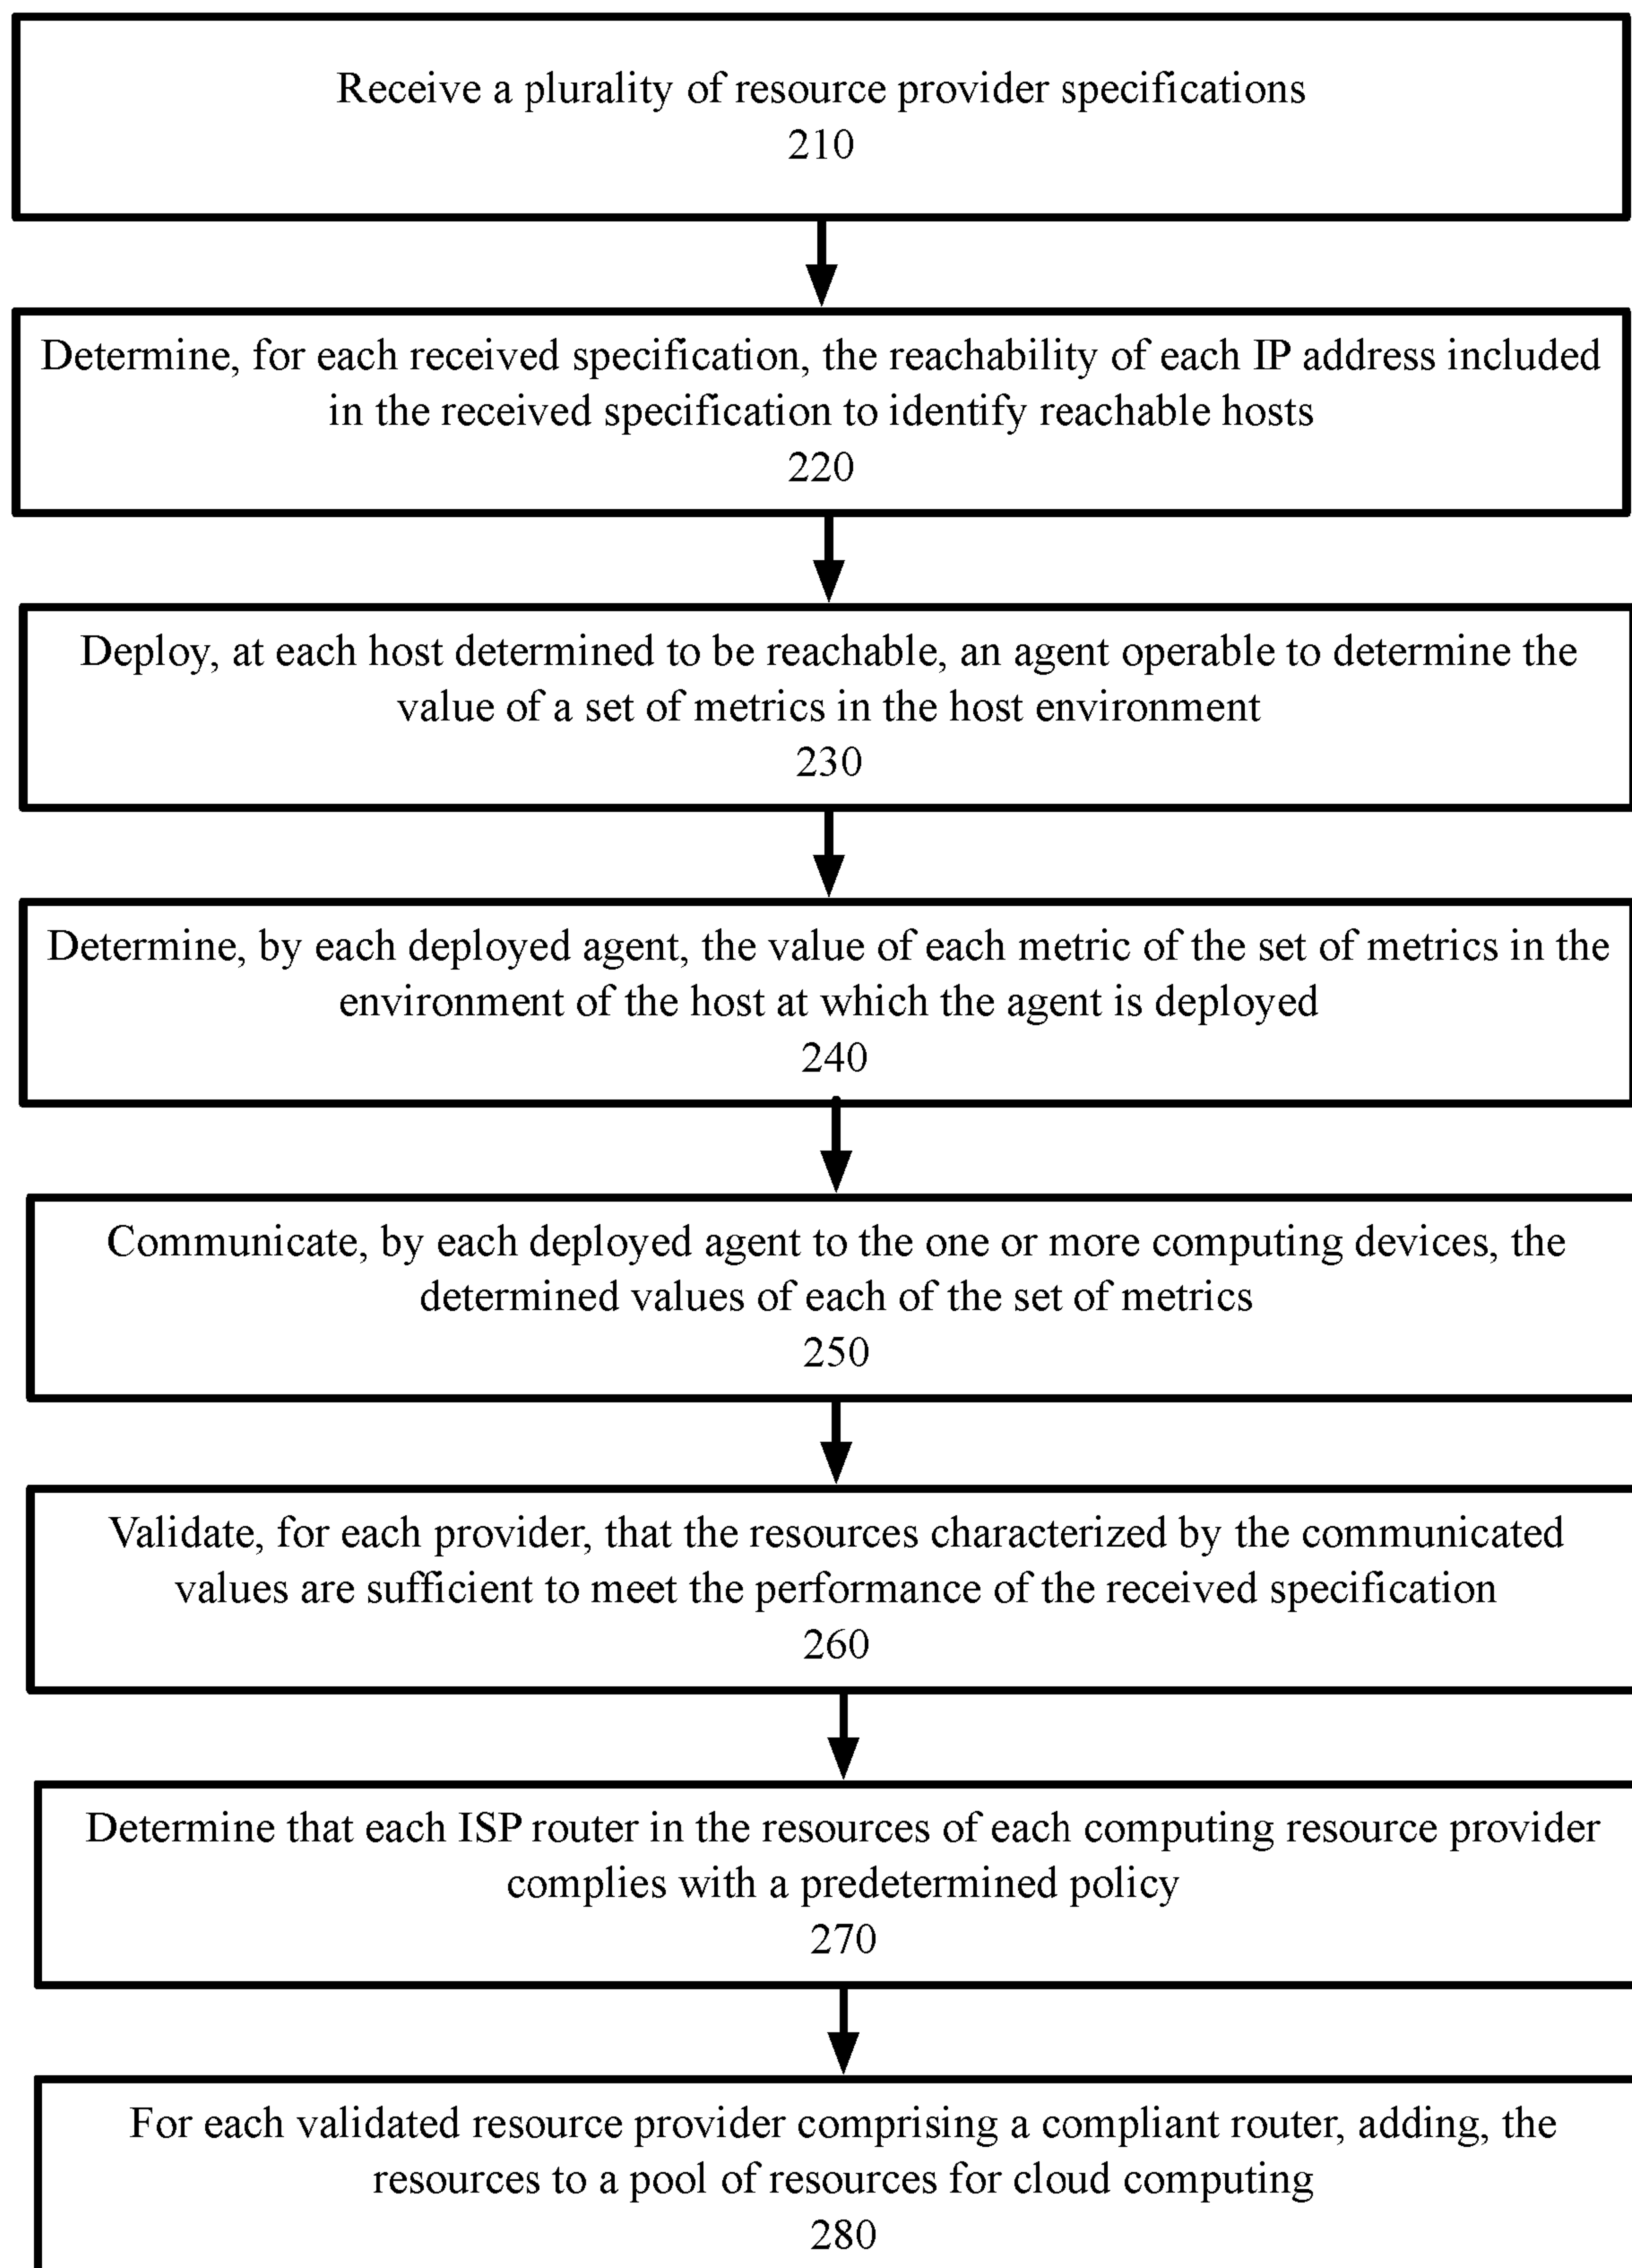 Receive a plurality of resource provider specifications
210
Determine, for each received specification, the reachability of each IP address included
in the received specification to identify reachable hosts
220
Deploy, at each host determined to be reachable, an agent operable to determine the
value of a set of metrics in the host environment
230
Determine, by each deployed agent, the value of each metric of the set of metrics in the
environment of the host at which the agent is deployed
240
Communicate, by each deployed agent to the one or more computing devices, the
determined values of each of the set of metrics
250
Validate, for each provider, that the resources characterized by the communicated
values are sufficient to meet the performance of the received specification
260
Determine that each ISP router in the resources of each computing resource provider
complies with a predetermined policy
270
For each validated resource provider comprising a compliant router, adding, the
resources to a pool of resources for cloud computing
280